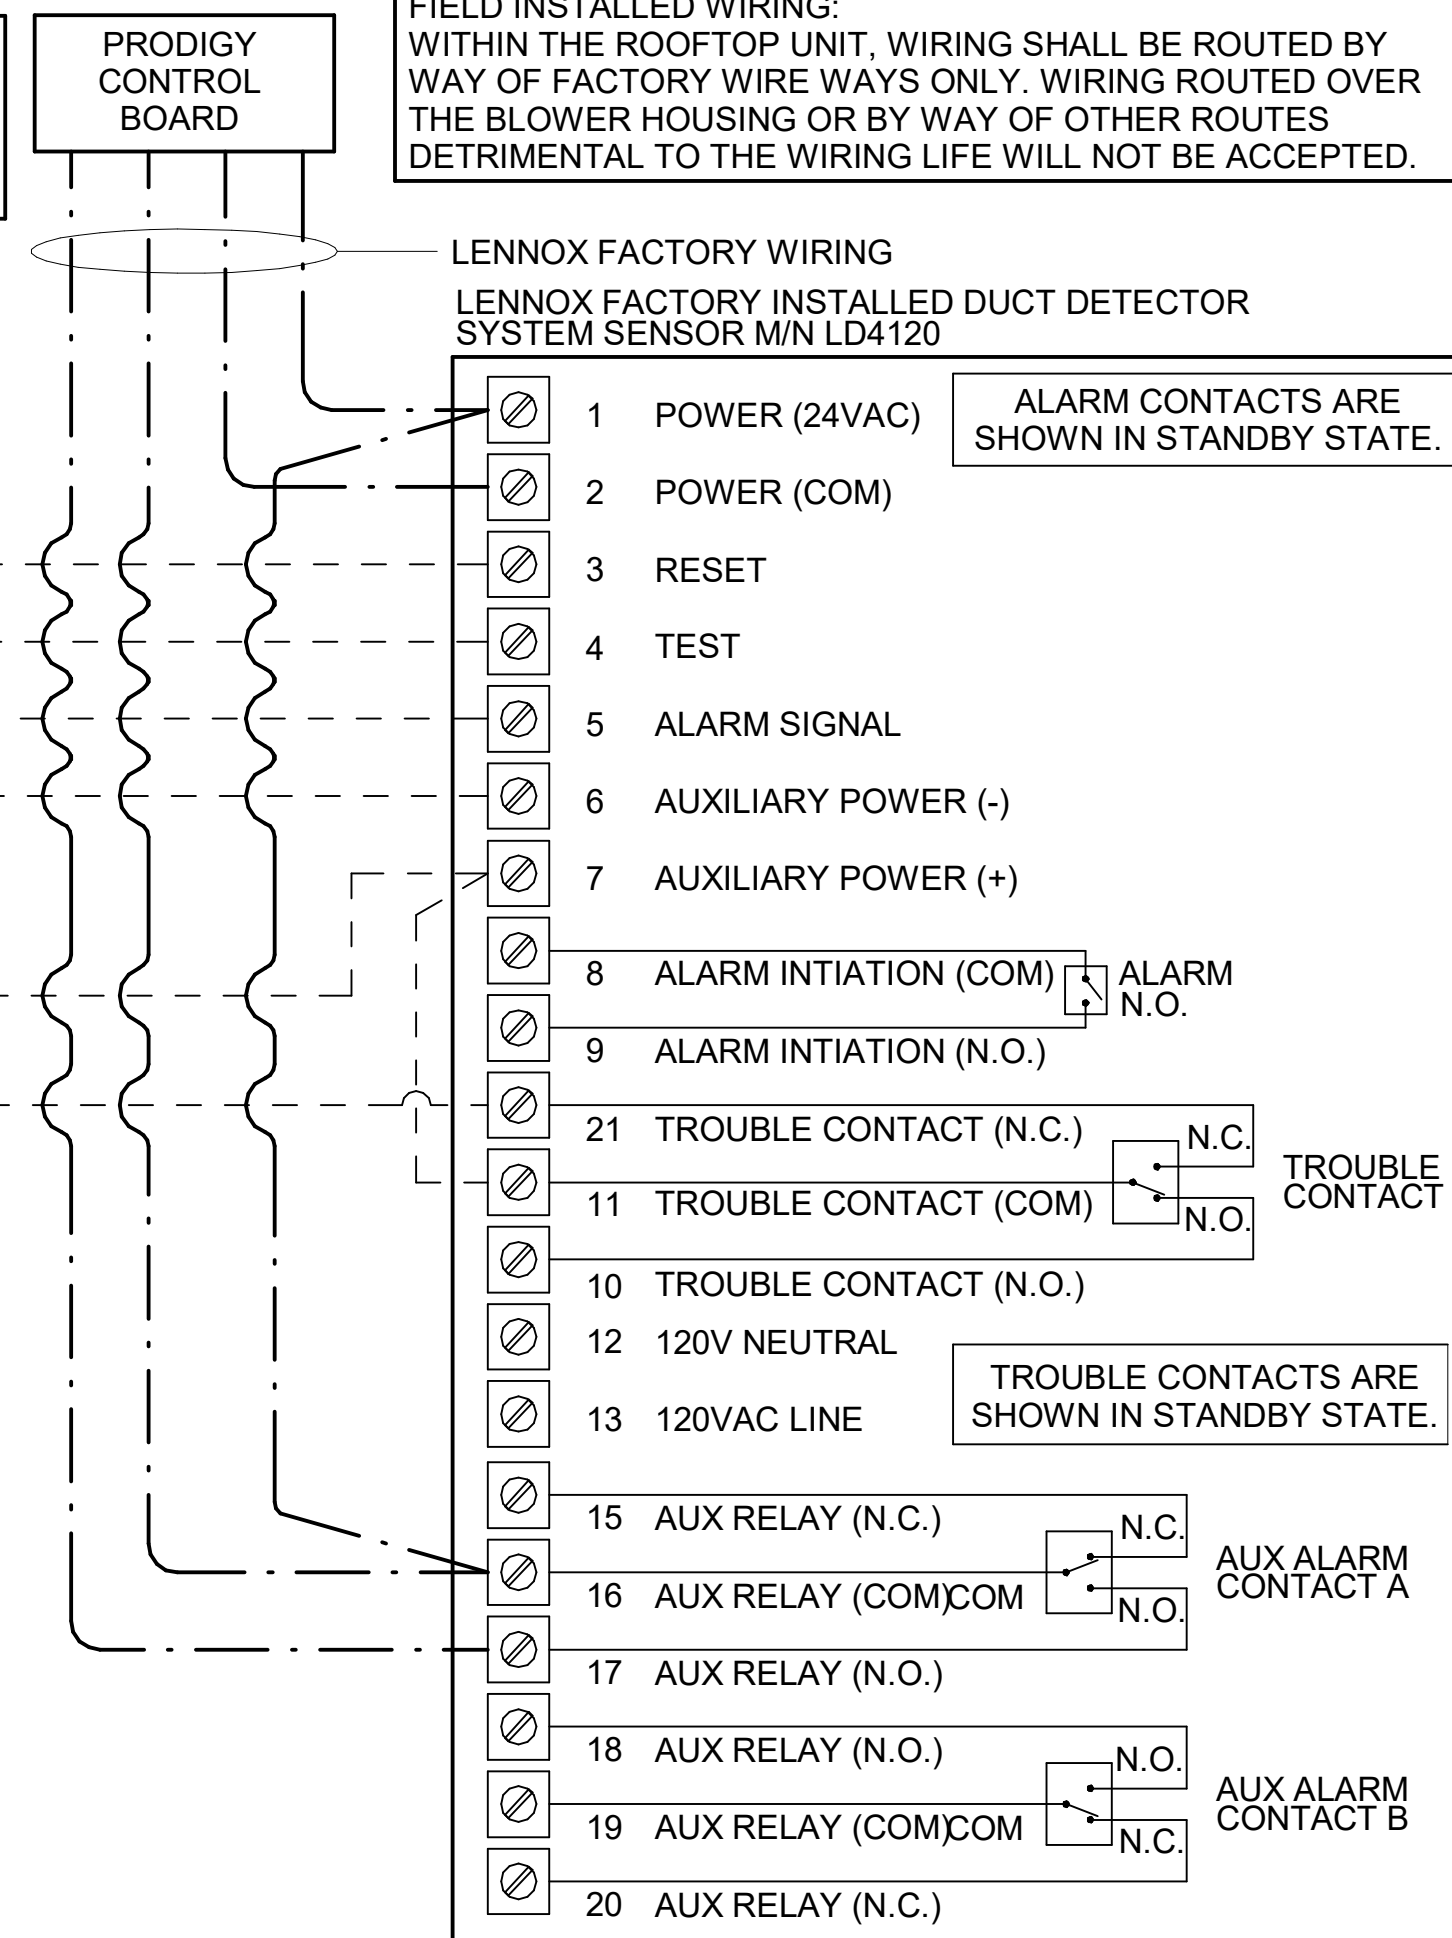 PRODIGY
CONTROL
BOARD
FIELD INSTALLED WIRING:
WITHIN THE ROOFTOP UNIT, WIRING SHALL BE ROUTED BY
WAY OF FACTORY WIRE WAYS ONLY. WIRING ROUTED OVER
THE BLOWER HOUSING OR BY WAY OF OTHER ROUTES
DETRIMENTAL TO THE WIRING LIFE WILL NOT BE ACCEPTED.
LENNOX FACTORY WIRING
LENNOX FACTORY INSTALLED DUCT DETECTOR
SYSTEM SENSOR M/N LD4120
1 POWER (24VAC)
ALARM CONTACTS ARE
SHOWN IN STANDBY STATE.
2 POWER (COM)
3 RESET
4 TEST
5 ALARM SIGNAL
6 AUXILIARY POWER (-)
7 AUXILIARY POWER (+)
8 ALARM INTIATION (COM)
ALARM
N.O.
9 ALARM INTIATION (N.O.)
21 TROUBLE CONTACT (N.C.)
N.C.
TROUBLE
CONTACT
11 TROUBLE CONTACT (COM)
N.O.
10 TROUBLE CONTACT (N.O.)
12 120V NEUTRAL
13 120VAC LINE
TROUBLE CONTACTS ARE
SHOWN IN STANDBY STATE.
15 AUX RELAY (N.C.)
N.C.
AUX ALARM
CONTACT A
16 AUX RELAY (COM) COM
N.O.
17 AUX RELAY (N.O.)
18 AUX RELAY (N.O.)
N.O.
AUX ALARM
CONTACT B
19 AUX RELAY (COM) COM
N.C.
20 AUX RELAY (N.C.)